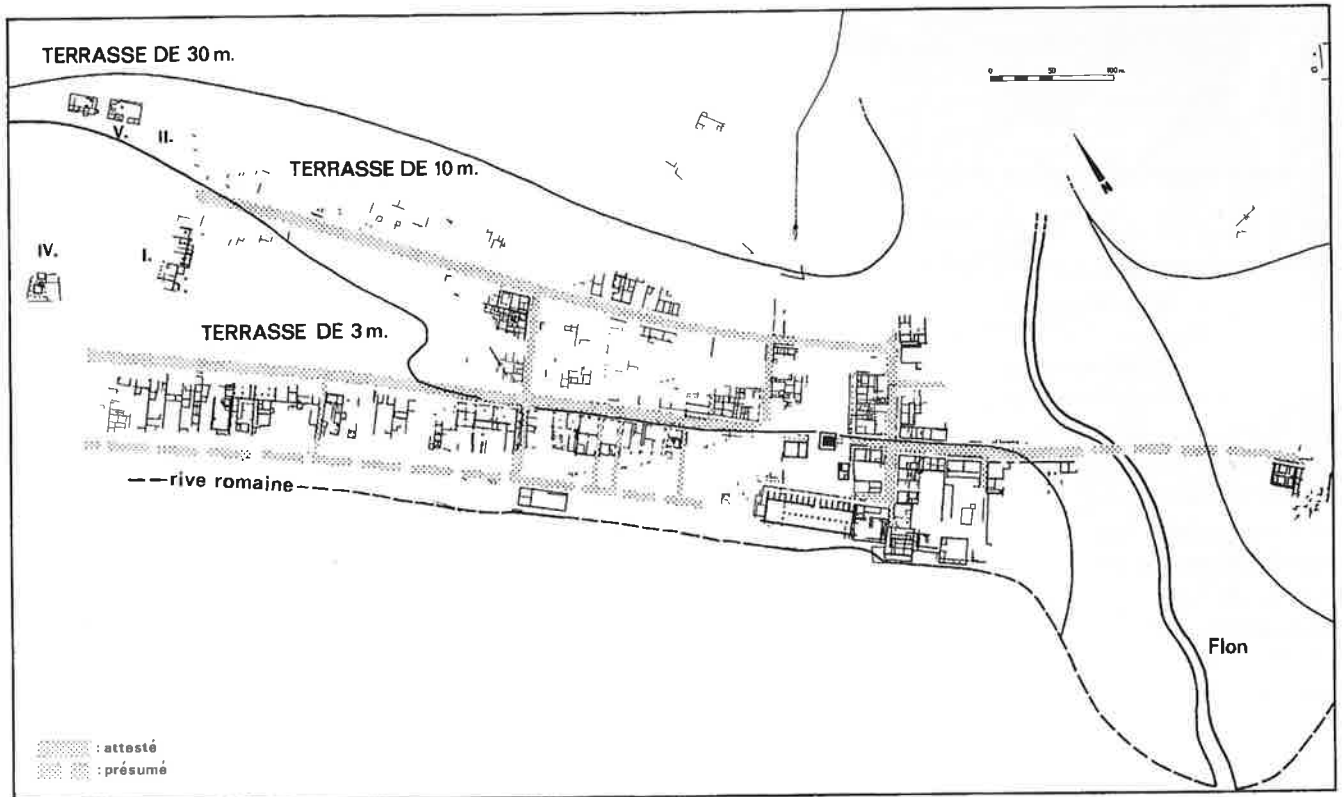 TERRASSE DE 30 m.
0 50 100 m.
V.
II.
TERRASSE DE 10 m.
N
IV.
I.
TERRASSE DE 3 m.
rive romaine
Flon
: attesté
: présumé